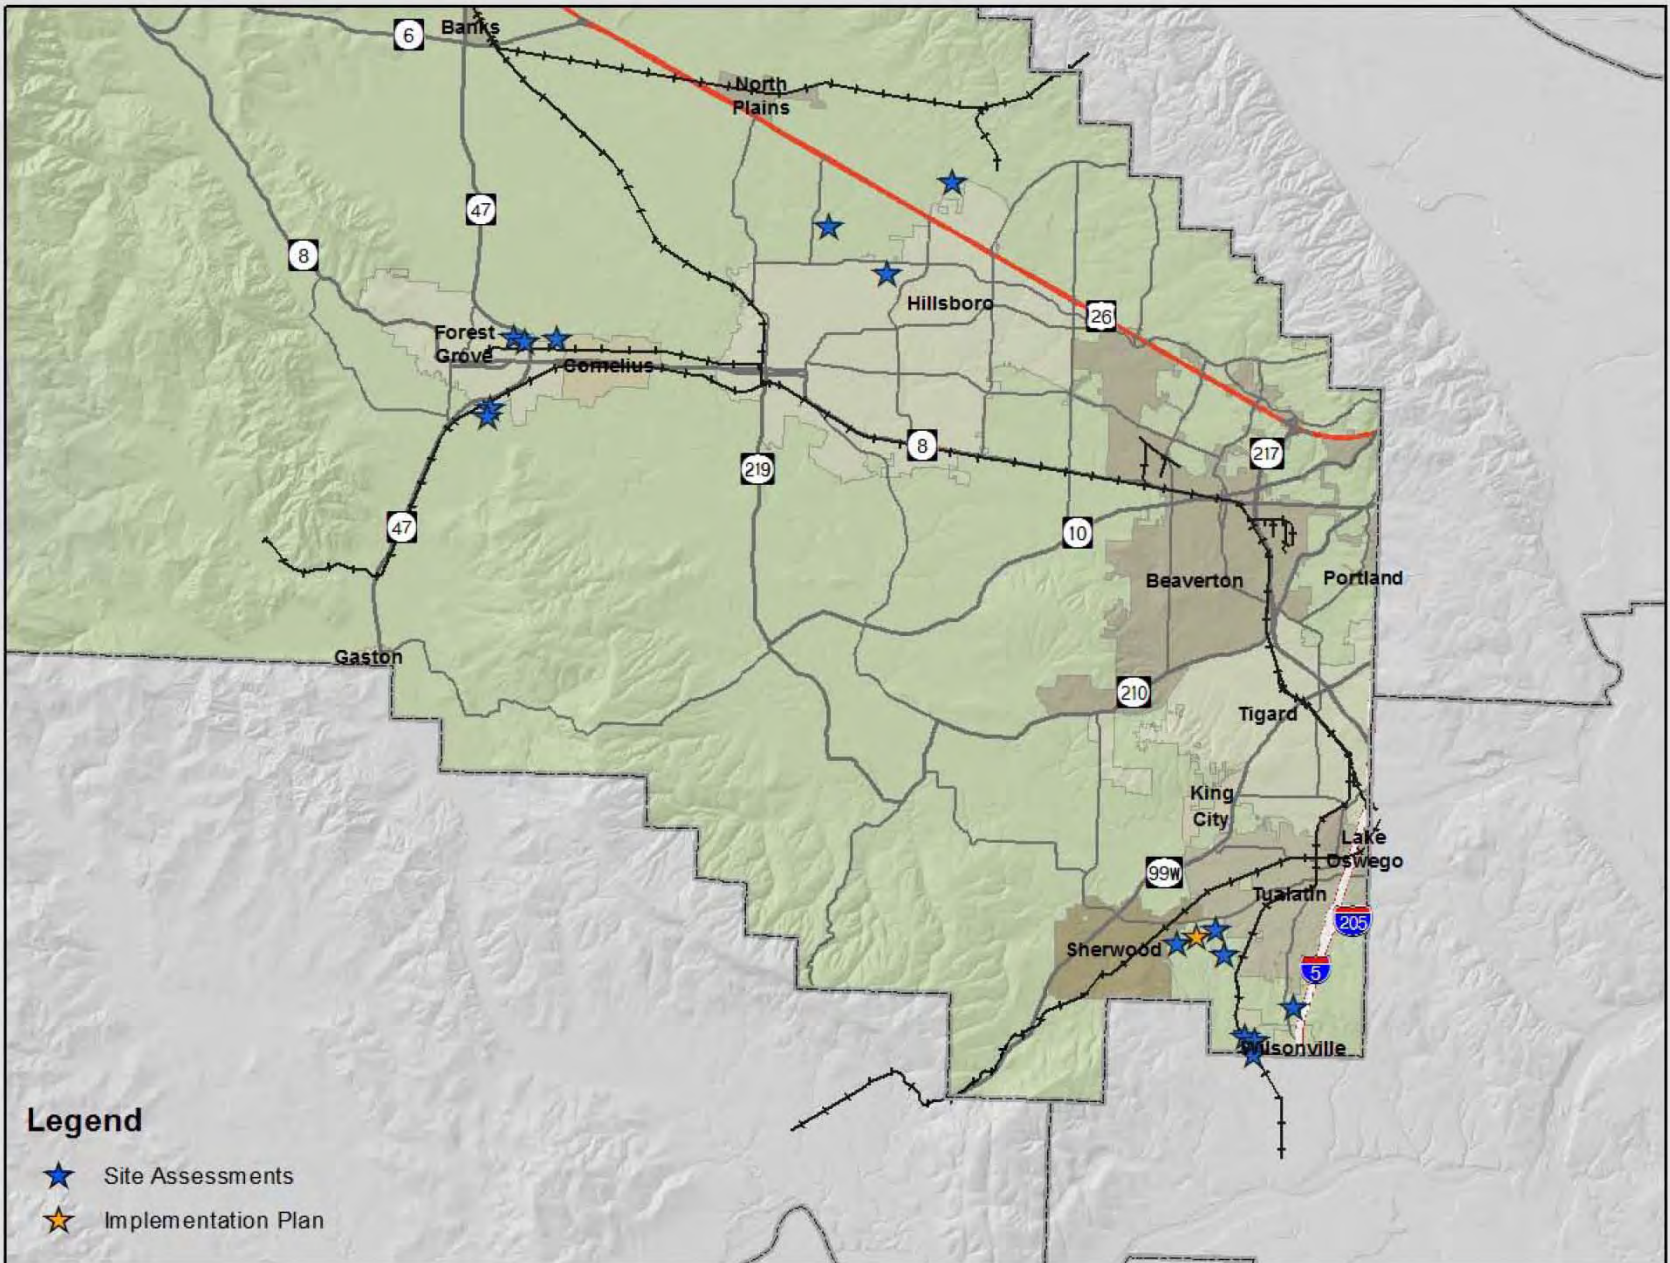 Banks
6
North
Plains
47
8
Hillsboro
26
Forest
Grove
Cornelius
8
217
219
47
10
Beaverton
Portland
Gaston
210
Tigard
King
City
Lake
Oswego
99W
Tualatin
205
Sherwood
5
Wilsonville
Legend
Site Assessments
Implementation Plan